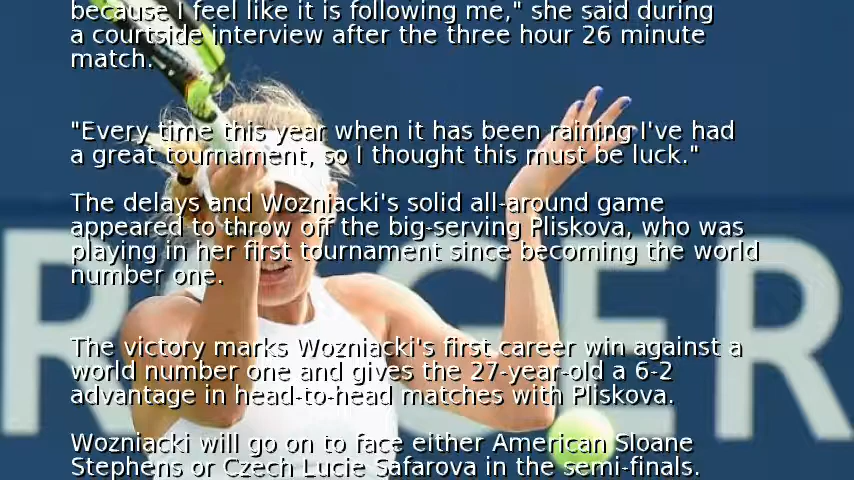 because I feel like it is following me," she said during
a courtside interview after the three hour 26 minute
match.
"Every time this year when it has been raining I've had
a great tournament, so I thought this must be luck."
The delays and Wozniacki's solid all-around game
appeared to throw off the big-serving Pliskova, who was
playing in her first tournament since becoming the world
number one.
The victory marks Wozniacki's first career win against a
world number one and gives the 27-year-old a 6-2
advantage in head-to-head matches with Pliskova.
Wozniacki will go on to face either American Sloane
Stephens or Czech Lucie Safarova in the semi-finals.